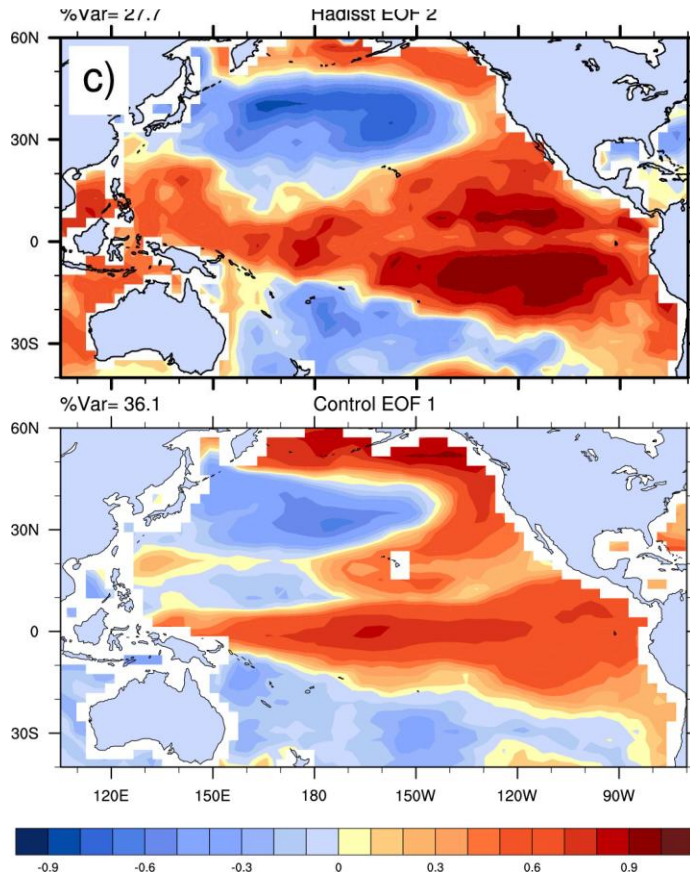 %Var= 27.7 Hadisst EOF 2
60N
c)
30N
0
30S
%Var= 36.1 Control EOF 1
60N
30N
0
30S
120E 150E 180 150W 120W 90W
-0.9 -0.6 -0.3 0 0.3 0.6 0.9